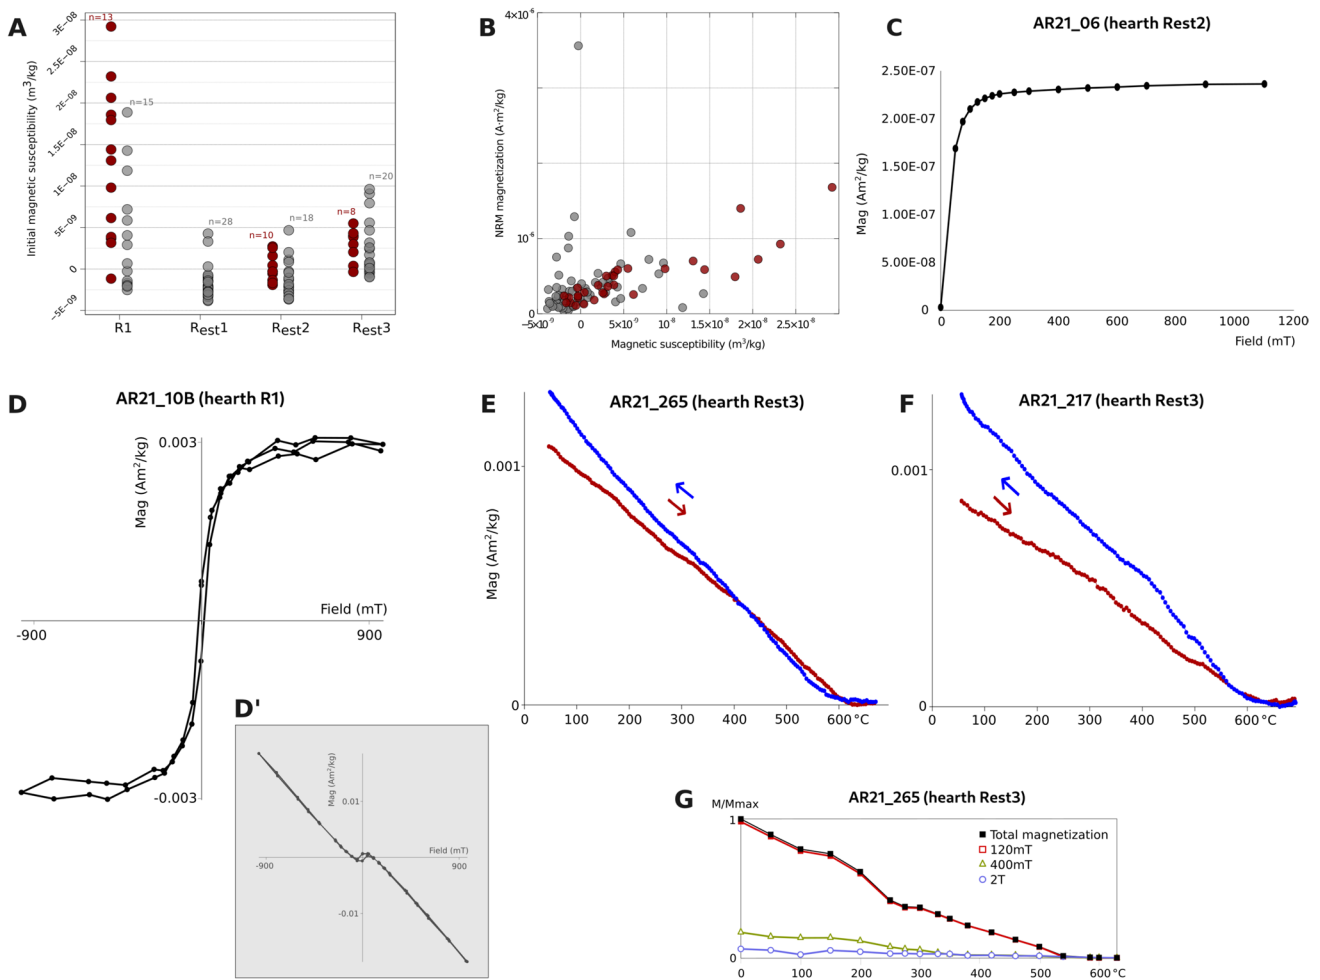 A
Initial magnetic susceptibility (m³/kg)
3E−08
2.5E−08
2E−08
1.5E−08
1E−08
5E−09
0
−5E−09
n=13
n=15
n=28
n=10
n=18
n=8
n=20
R1
Rest1
Rest2
Rest3
B
NRM magnetization (A·m²/kg)
4×10⁻⁶
10⁻⁶
0
−5×10⁻⁹
0
5×10⁻⁹
10⁻⁸
1.5×10⁻⁸
2×10⁻⁸
2.5×10⁻⁸
Magnetic susceptibility (m³/kg)
C
AR21_06 (hearth Rest2)
Mag (Am²/kg)
2.50E-07
2.00E-07
1.50E-07
1.00E-07
5.00E-08
0
0
200
400
600
800
1000
1200
Field (mT)
D
AR21_10B (hearth R1)
Mag (Am²/kg)
0.003
Field (mT)
-900
900
-0.003
D'
Mag (Am²/kg)
0.01
Field (mT)
-900
900
-0.01
E
AR21_265 (hearth Rest3)
Mag (Am²/kg)
0.001
0
0
100
200
300
400
500
600°C
F
AR21_217 (hearth Rest3)
0.001
0
0
100
200
300
400
500
600°C
G
M/Mmax
AR21_265 (hearth Rest3)
1
0
Total magnetization
120mT
400mT
2T
0
100
200
300
400
500
600°C